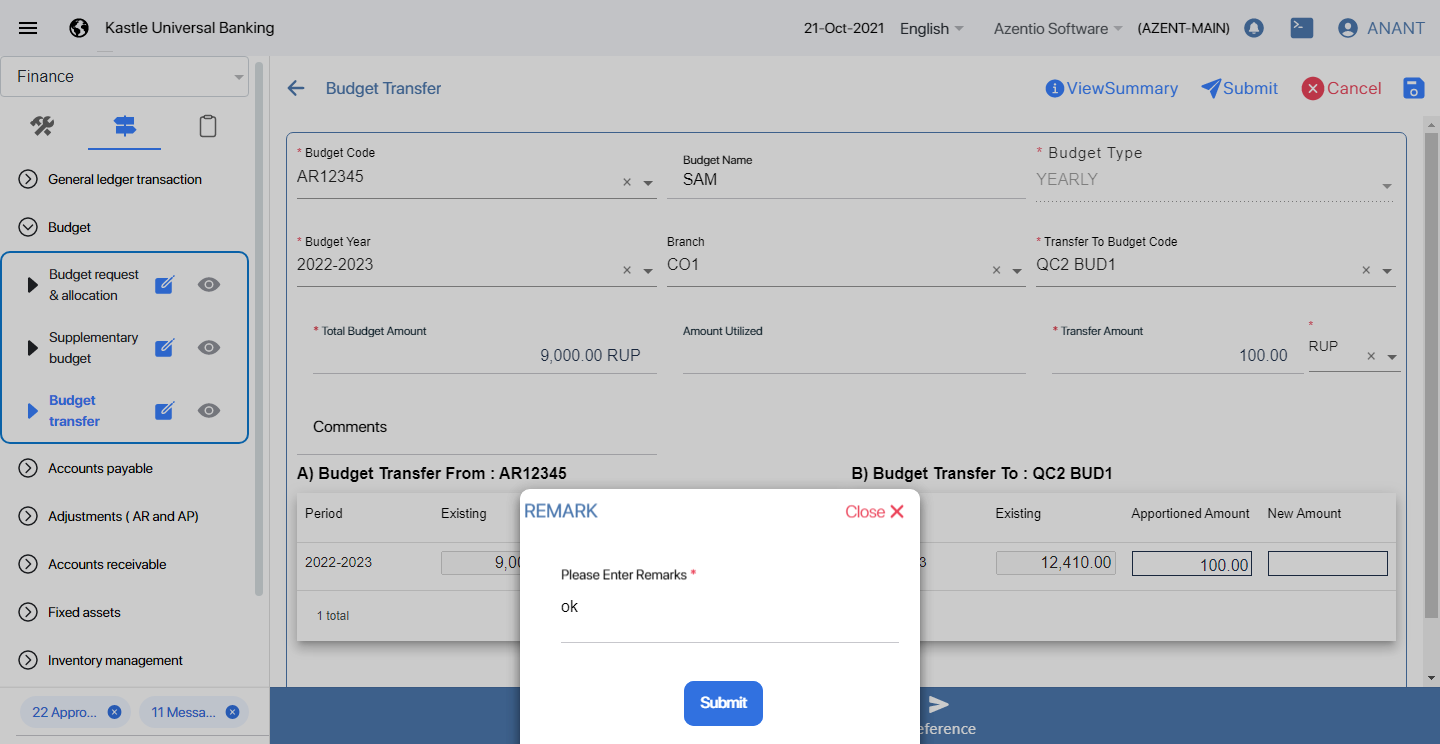 Kastle Universal Banking
21-Oct-2021
English
Azentio Software
(AZENT-MAIN)
ANANT
Finance
General ledger transaction
Budget
Budget request
& allocation
Supplementary
budget
Budget
transfer
Accounts payable
Adjustments ( AR and AP)
Accounts receivable
Fixed assets
Inventory management
22 Appro...
11 Messa...
Budget Transfer
ViewSummary
Submit
Cancel
* Budget Code
AR12345
Budget Name
SAM
* Budget Type
YEARLY
* Budget Year
2022-2023
Branch
CO1
* Transfer To Budget Code
QC2 BUD1
* Total Budget Amount
9,000.00 RUP
Amount Utilized
* Transfer Amount
100.00
*
RUP
Comments
A) Budget Transfer From : AR12345
B) Budget Transfer To : QC2 BUD1
Period
Existing
Existing
Apportioned Amount
New Amount
2022-2023
9,00
3
12,410.00
100.00
1 total
REMARK
Close
Please Enter Remarks *
ok
Submit
eference